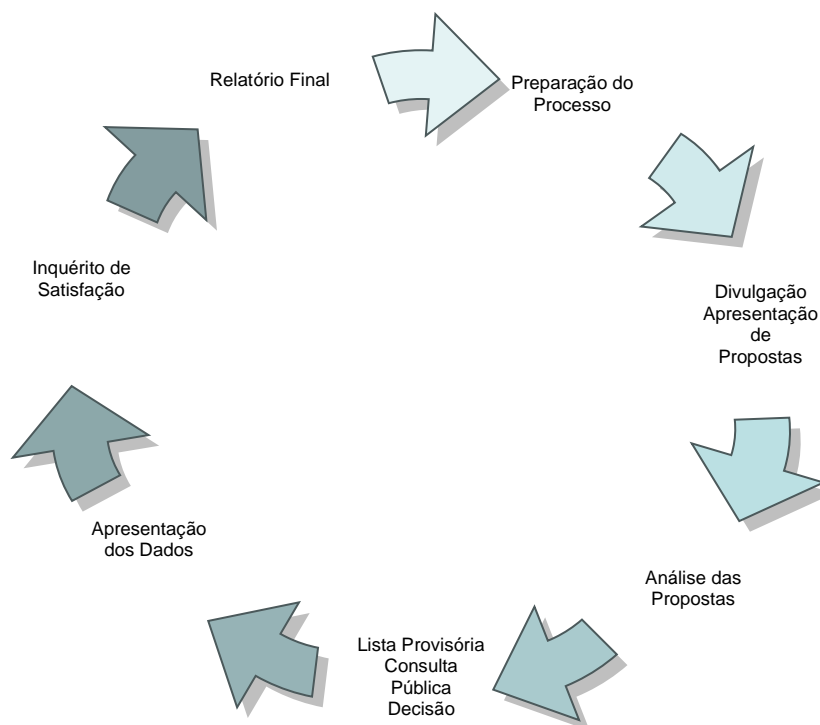 Relatório Final
Preparação do
Processo
Divulgação
Apresentação
de
Propostas
Análise das
Propostas
Lista Provisória
Consulta
Pública
Decisão
Apresentação
dos Dados
Inquérito de
Satisfação